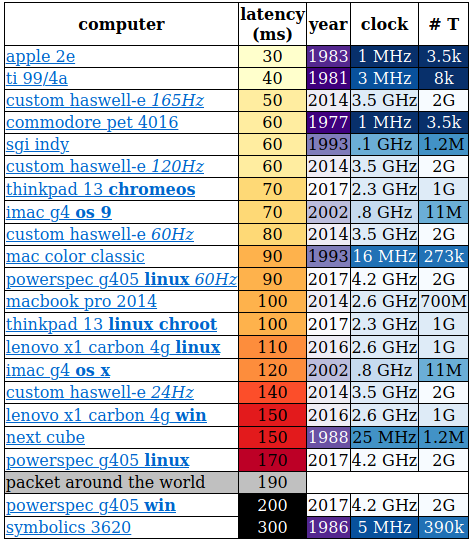 computer latency (ms) year clock # T
apple 2e 30 1983 1 MHz 3.5k
ti 99/4a 40 1981 3 MHz 8k
custom haswell-e 165Hz 50 2014 3.5 GHz 2G
commodore pet 4016 60 1977 1 MHz 3.5k
sgi indy 60 1993 .1 GHz 1.2M
custom haswell-e 120Hz 60 2014 3.5 GHz 2G
thinkpad 13 chromeos 70 2017 2.3 GHz 1G
imac g4 os 9 70 2002 .8 GHz 11M
custom haswell-e 60Hz 80 2014 3.5 GHz 2G
mac color classic 90 1993 16 MHz 273k
powerspec g405 linux 60Hz 90 2017 4.2 GHz 2G
macbook pro 2014 100 2014 2.6 GHz 700M
thinkpad 13 linux chroot 100 2017 2.3 GHz 1G
lenovo x1 carbon 4g linux 110 2016 2.6 GHz 1G
imac g4 os x 120 2002 .8 GHz 11M
custom haswell-e 24Hz 140 2014 3.5 GHz 2G
lenovo x1 carbon 4g win 150 2016 2.6 GHz 1G
next cube 150 1988 25 MHz 1.2M
powerspec g405 linux 170 2017 4.2 GHz 2G
packet around the world 190
powerspec g405 win 200 2017 4.2 GHz 2G
symbolics 3620 300 1986 5 MHz 390k